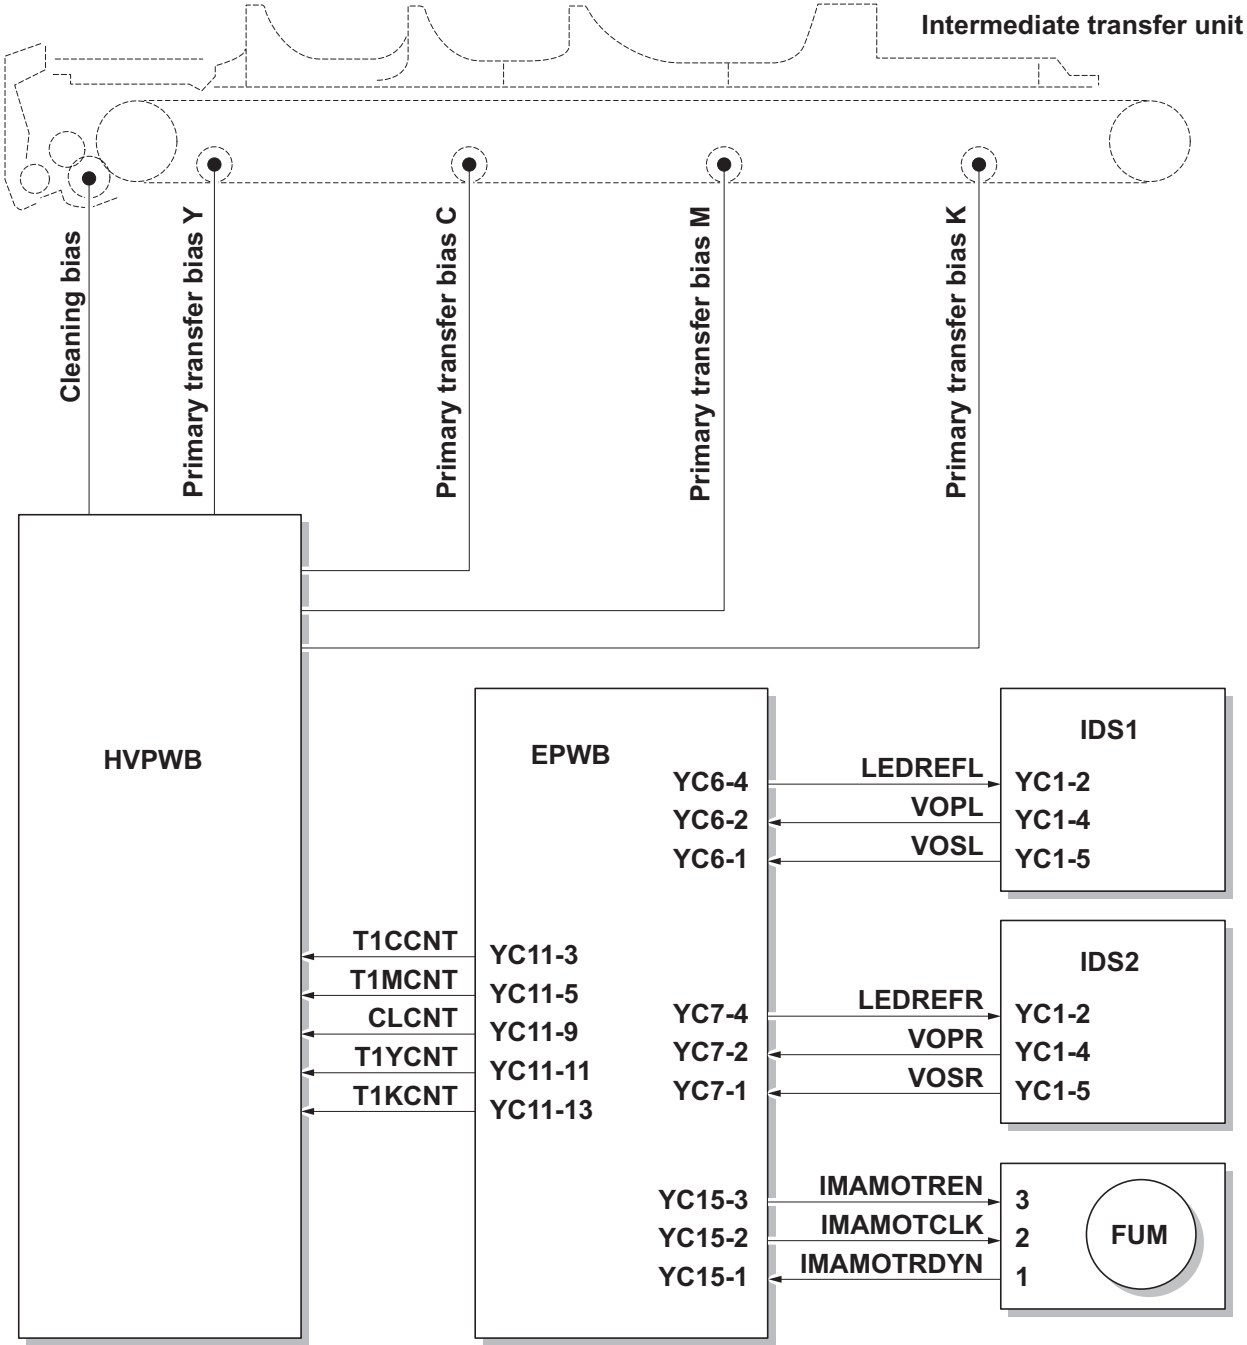 Intermediate transfer unit
Cleaning bias
Primary transfer bias Y
Primary transfer bias C
Primary transfer bias M
Primary transfer bias K
HVPWB
EPWB
IDS1
YC6-4 LEDREFL YC1-2
YC6-2 VOPL YC1-4
YC6-1 VOSL YC1-5
T1CCNT YC11-3
T1MCNT YC11-5
CLCNT YC11-9
T1YCNT YC11-11
T1KCNT YC11-13
IDS2
YC7-4 LEDREFR YC1-2
YC7-2 VOPR YC1-4
YC7-1 VOSR YC1-5
YC15-3 IMAMOTREN 3
YC15-2 IMAMOTCLK 2
YC15-1 IMAMOTRDYN 1
FUM